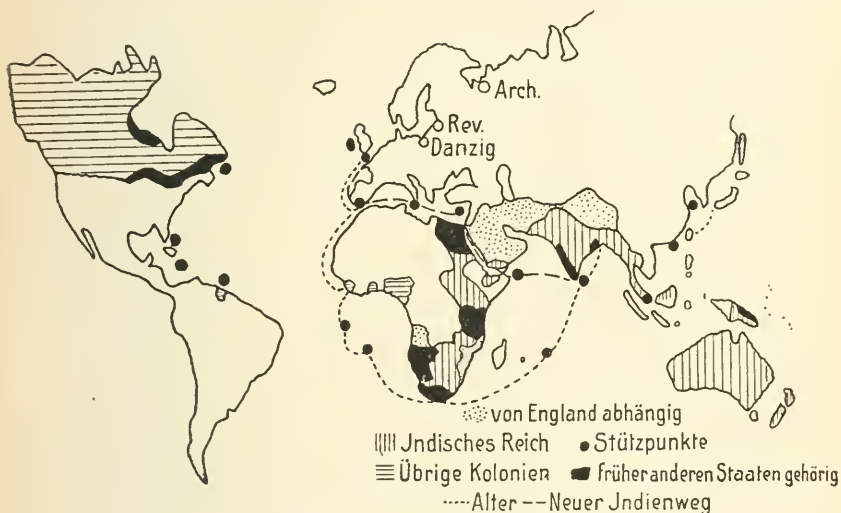 Arch.
Rev.
Danzig
von England abhängig
Jndisches Reich
Stützpunkte
Übrige Kolonien
früher anderen Staaten gehörig
Alter -- Neuer Jndienweg